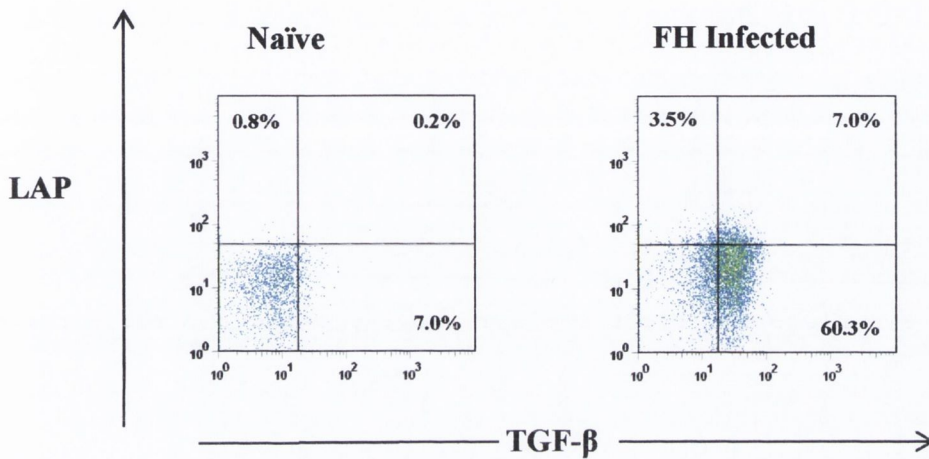 Naïve
FH Infected
LAP
0.8%
0.2%
7.0%
10³
10²
10¹
10⁰
10⁰ 10¹ 10² 10³
3.5%
7.0%
60.3%
10³
10²
10¹
10⁰
10⁰ 10¹ 10² 10³
TGF-β